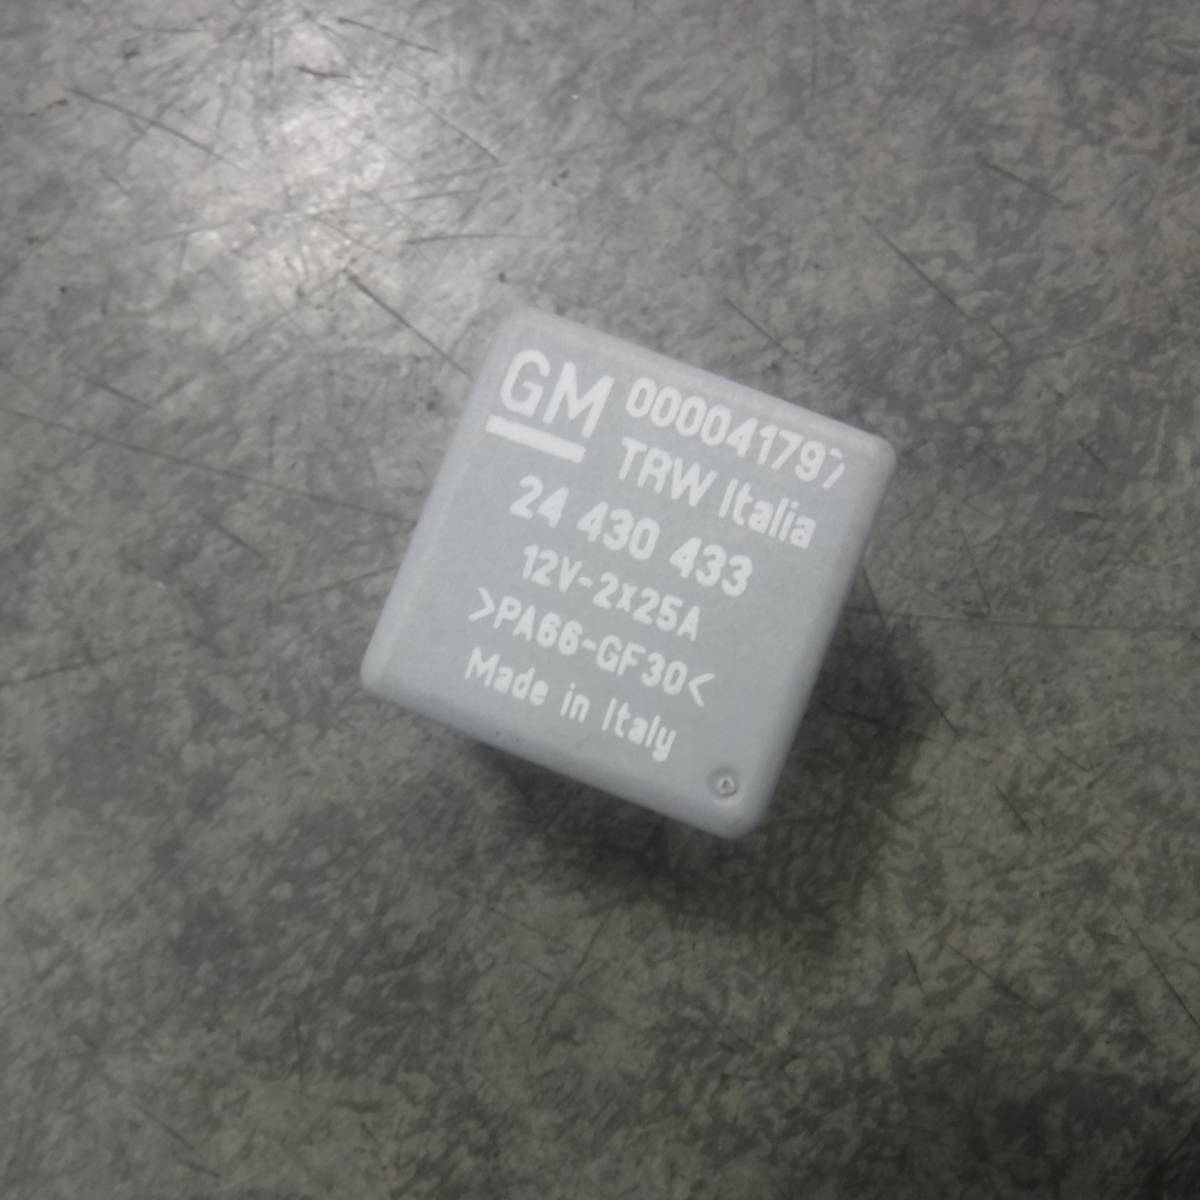 GM 000041797
TRW Italia
24 430 433
12V-2x25A
>PA66-GF30<
Made in Italy